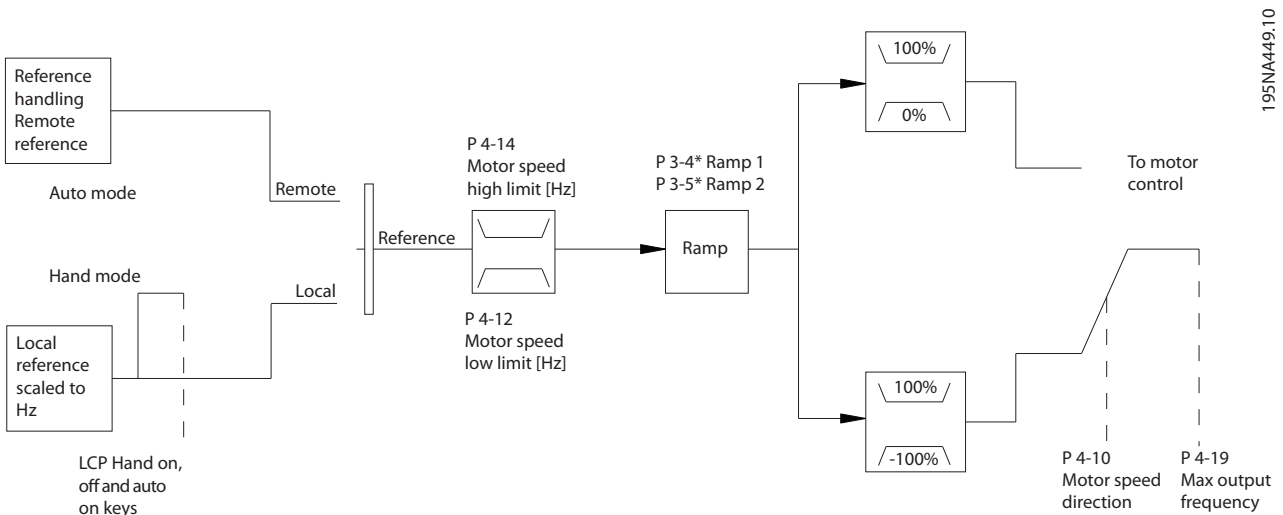 195NA449.10
Reference
handling
Remote
reference
Auto mode
Remote
P 4-14
Motor speed
high limit [Hz]
P 3-4* Ramp 1
P 3-5* Ramp 2
100%
0%
To motor
control
Reference
Ramp
Hand mode
Local
Local
reference
scaled to
Hz
P 4-12
Motor speed
low limit [Hz]
100%
-100%
LCP Hand on,
off and auto
on keys
P 4-10
Motor speed
direction
P 4-19
Max output
frequency